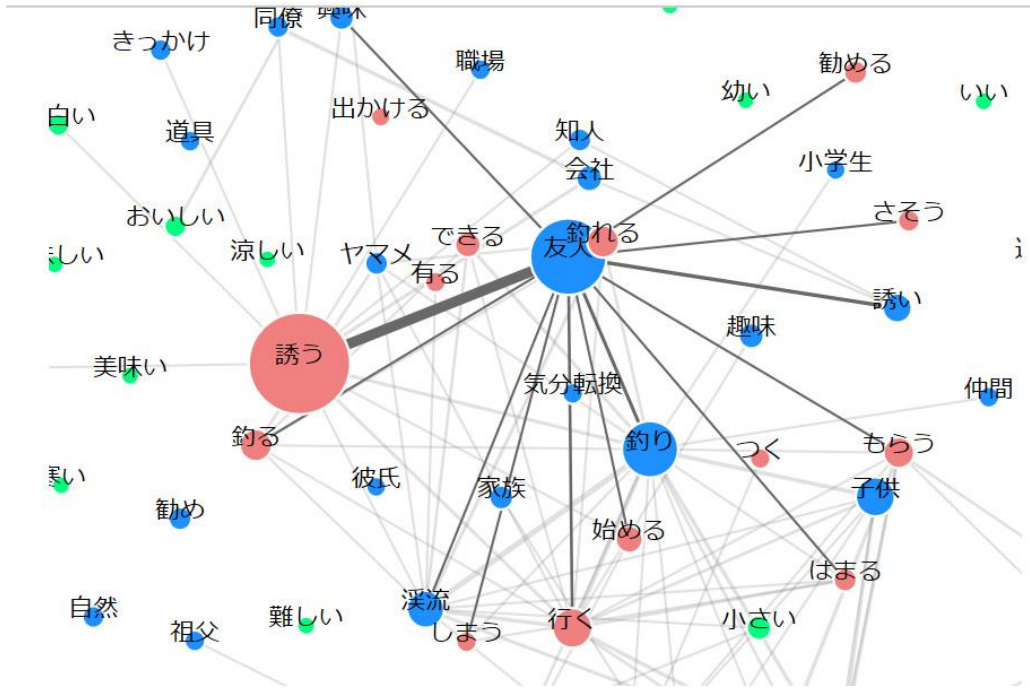 同僚
興味
きっかけ
職場
勧める
出かける
幼い
いい
白い
道具
知人
会社
小学生
おいしい
さそう
できる
釣れる
友人
涼しい
ヤマメ
有る
誘い
趣味
誘う
美味い
気分転換
仲間
釣る
釣り
つく
もらう
彼氏
家族
子供
勧め
始める
はまる
渓流
自然
難しい
行く
小さい
祖父
しまう